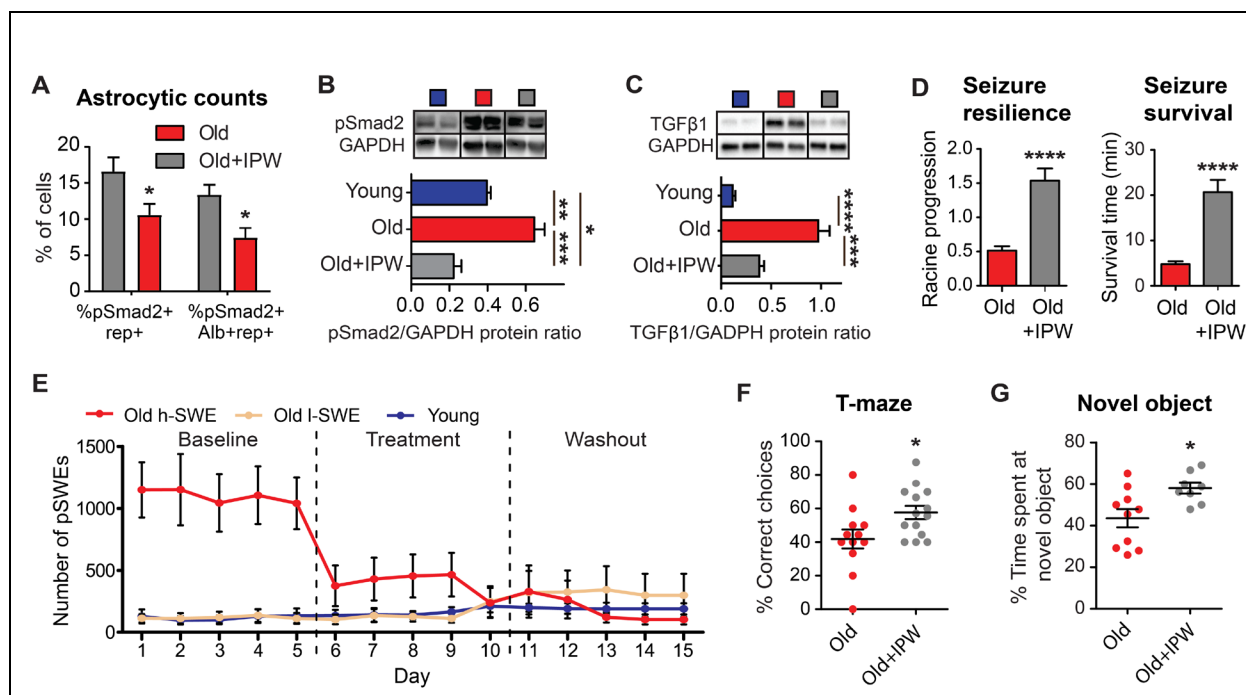 A
Astrocytic counts
Old
Old+IPW
% of cells
20
15
10
5
0
*
*
%pSmad2+
rep+
%pSmad2+
Alb+rep+
B
pSmad2
GAPDH
Young
Old
Old+IPW
**
***
*
0.0 0.2 0.4 0.6
pSmad2/GAPDH protein ratio
C
TGFβ1
GAPDH
Young
Old
Old+IPW
****
***
0.0 0.5 1.0
TGFβ1/GADPH protein ratio
D
Seizure
resilience
Racine progression
2.0
1.5
1.0
0.5
0.0
****
Old
Old
+IPW
Seizure
survival
Survival time (min)
30
20
10
0
****
Old
Old
+IPW
E
Old h-SWE Old l-SWE Young
Baseline Treatment Washout
Number of pSWEs
1500
1000
500
0
1 2 3 4 5 6 7 8 9 10 11 12 13 14 15
Day
F
T-maze
% Correct choices
100
80
60
40
20
0
*
Old
Old+IPW
G
Novel object
% Time spent at
novel object
80
60
40
20
0
*
Old
Old+IPW